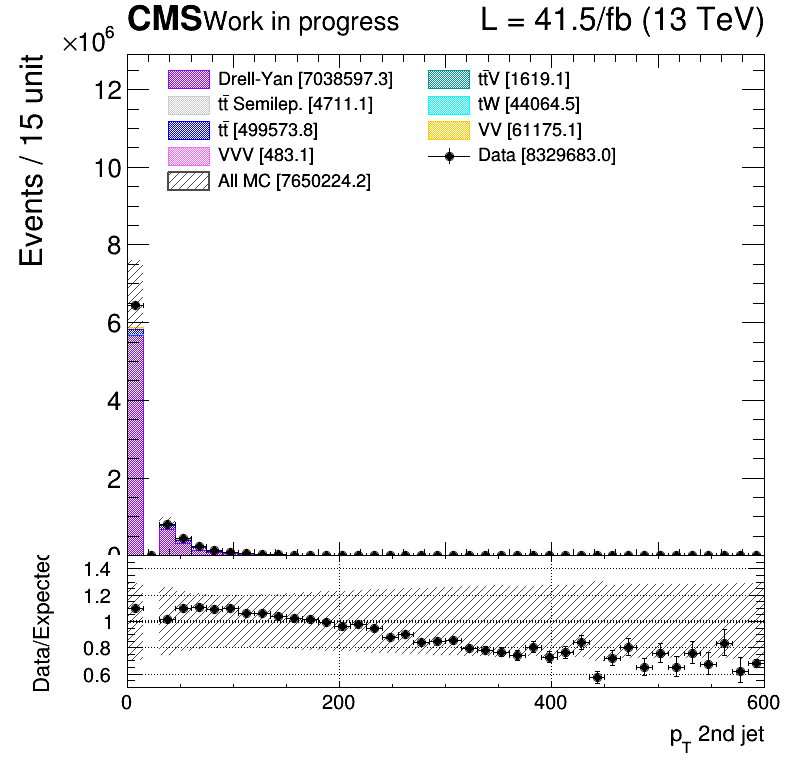 CMS Work in progress L = 41.5/fb (13 TeV)
×10⁶
Events / 15 unit
Drell-Yan [7038597.3]
tt̄ Semilep. [4711.1]
tt̄ [499573.8]
VVV [483.1]
All MC [7650224.2]
tt̄V [1619.1]
tW [44064.5]
VV [61175.1]
Data [8329683.0]
12
10
8
6
4
2
0
Data/Expected
1.4
1.2
1
0.8
0.6
0 200 400 600
p_T 2nd jet